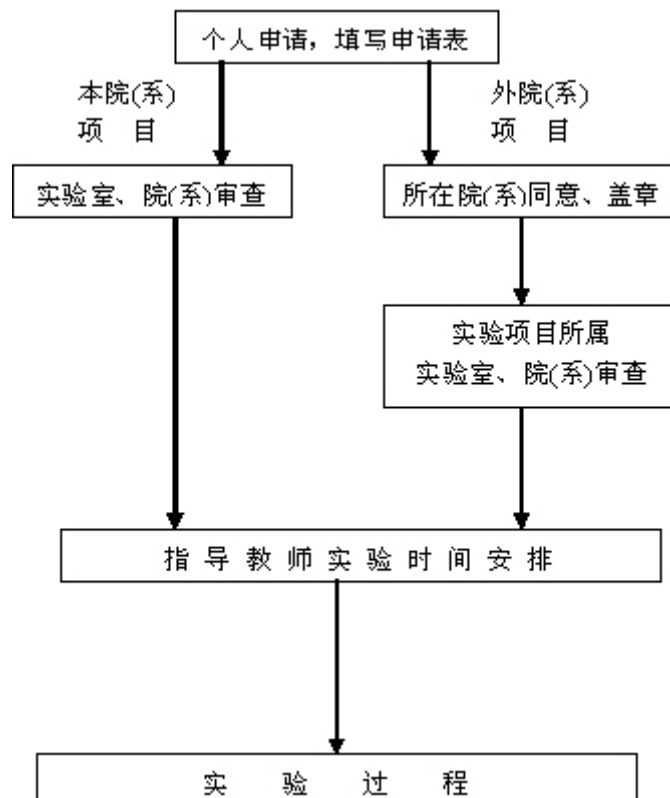 个人申请，填写申请表
本院(系)
项 目
外院(系)
项 目
实验室、院(系)审查
所在院(系)同意、盖章
实验项目所属
实验室、院(系)审查
指 导 教 师 实 验 时 间 安 排
实 验 过 程